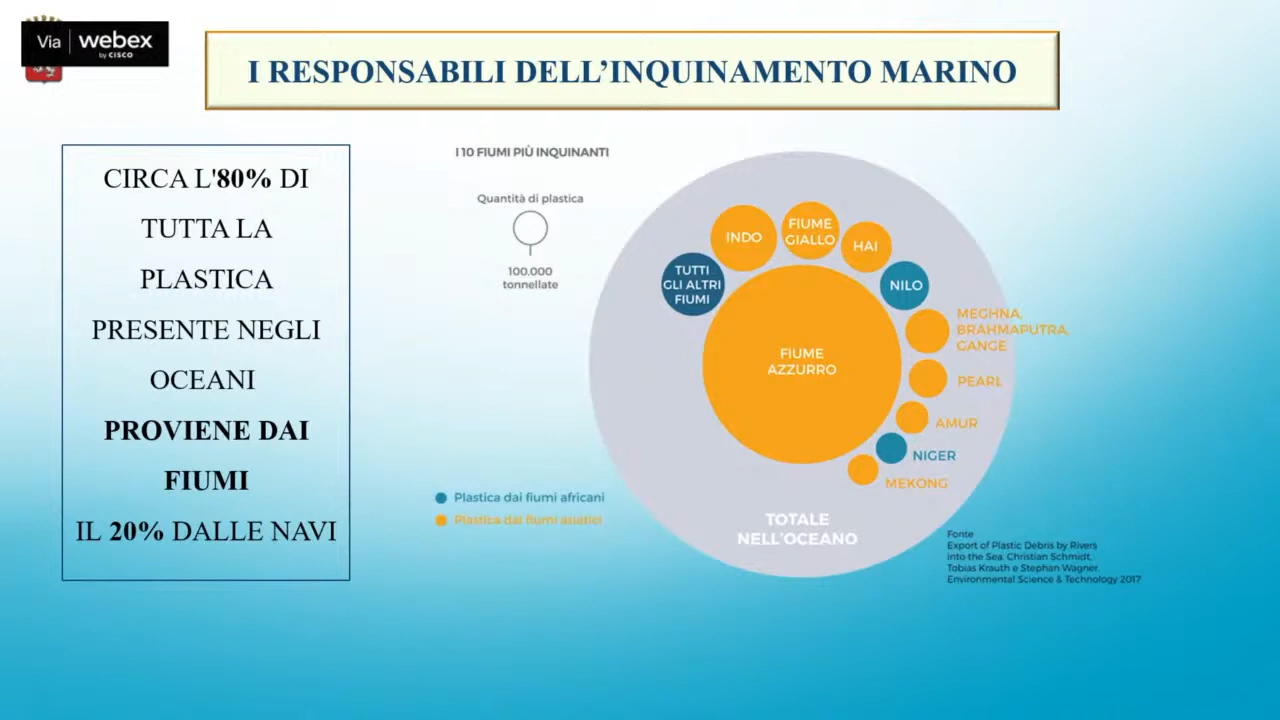 Via webex
by CISCO
I RESPONSABILI DELL'INQUINAMENTO MARINO
CIRCA L'80% DI
TUTTA LA
PLASTICA
PRESENTE NEGLI
OCEANI
PROVIENE DAI
FIUMI
IL 20% DALLE NAVI
I 10 FIUMI PIÙ INQUINANTI
Quantità di plastica
100.000
tonnellate
TUTTI
GLI ALTRI
FIUMI
INDO
FIUME
GIALLO
HAI
NILO
MEGHNA,
BRAHMAPUTRA,
GANGE
PEARL
AMUR
NIGER
MEKONG
FIUME
AZZURRO
TOTALE
NELL'OCEANO
Plastica dai fiumi africani
Plastica dai fiumi asiatici
Fonte
Export of Plastic Debris by Rivers
into the Sea. Christian Schmidt,
Tobias Krauth e Stephan Wagner.
Environmental Science & Technology 2017